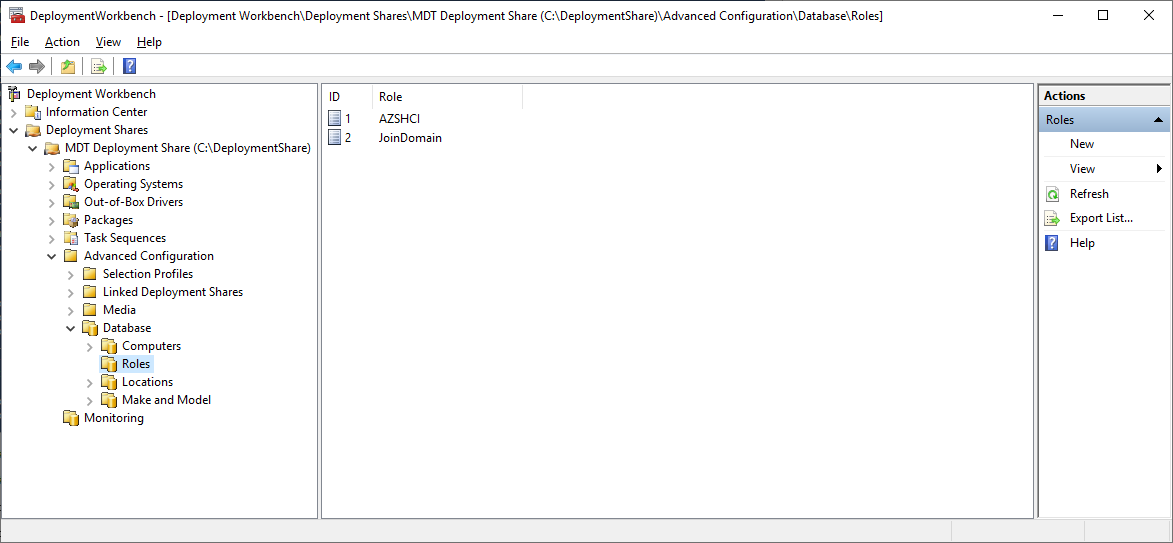 DeploymentWorkbench - [Deployment Workbench\Deployment Shares\MDT Deployment Share (C:\DeploymentShare)\Advanced Configuration\Database\Roles]
File Action View Help
Deployment Workbench
Information Center
Deployment Shares
MDT Deployment Share (C:\DeploymentShare)
Applications
Operating Systems
Out-of-Box Drivers
Packages
Task Sequences
Advanced Configuration
Selection Profiles
Linked Deployment Shares
Media
Database
Computers
Roles
Locations
Make and Model
Monitoring
ID Role
1 AZSHCI
2 JoinDomain
Actions
Roles
New
View
Refresh
Export List...
Help